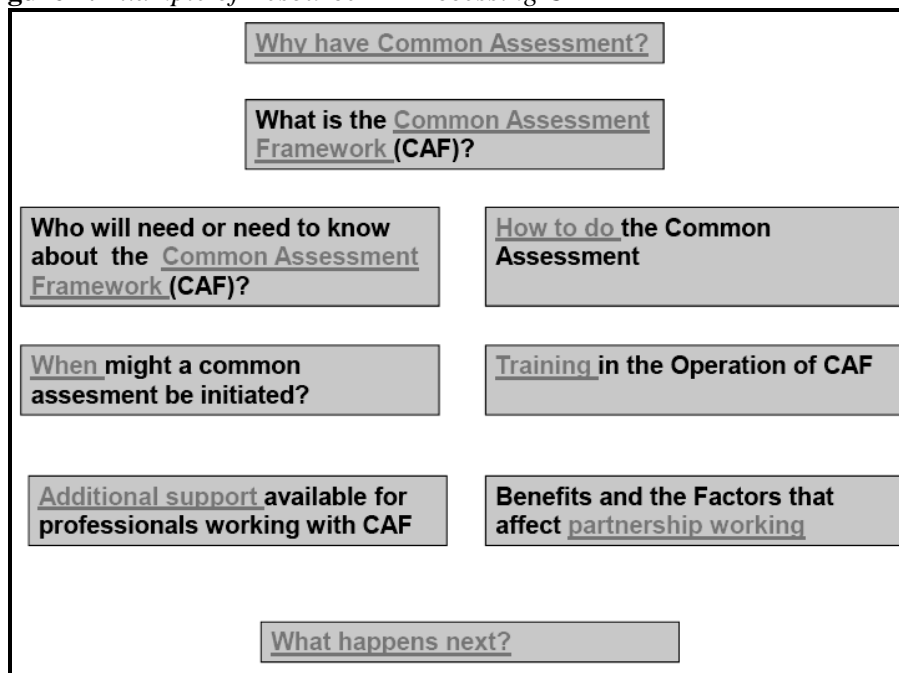 Why have Common Assessment?
What is the Common Assessment
Framework (CAF)?
Who will need or need to know
about the Common Assessment
Framework (CAF)?
How to do the Common
Assessment
When might a common
assesment be initiated?
Training in the Operation of CAF
Additional support available for
professionals working with CAF
Benefits and the Factors that
affect partnership working
What happens next?